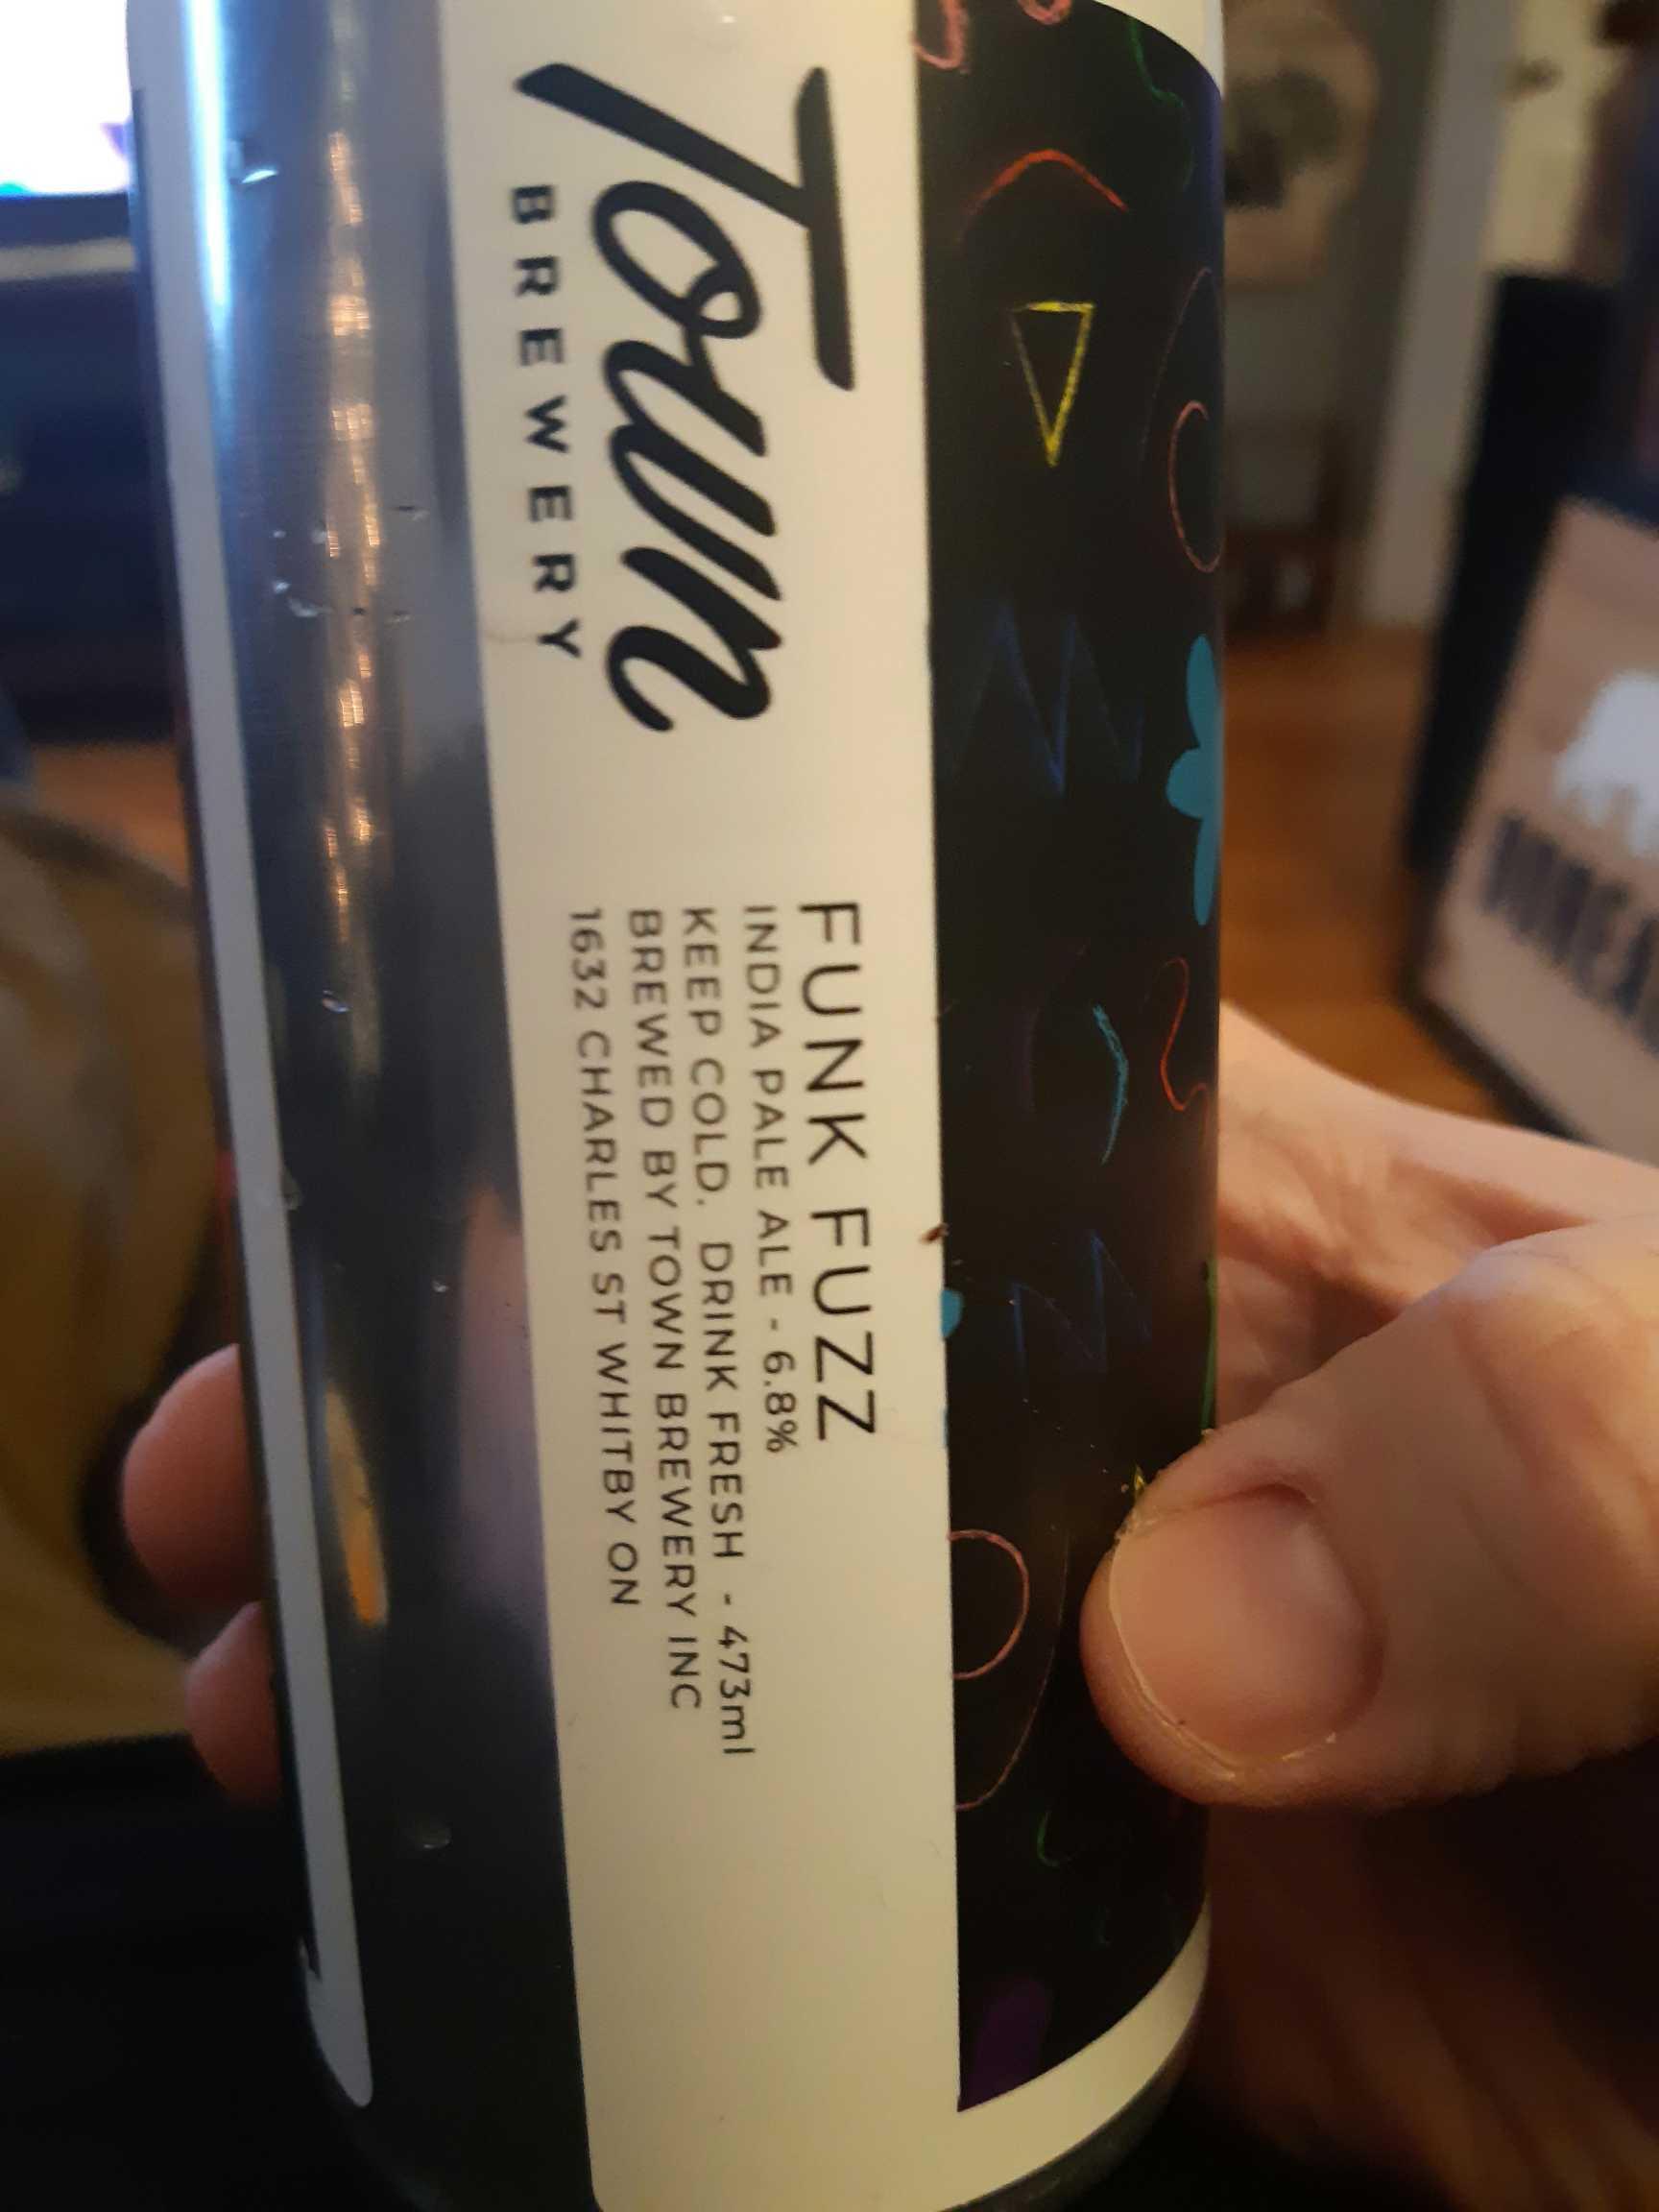 Town
BREWERY
FUNK FUZZ
INDIA PALE ALE - 6.8%
KEEP COLD. DRINK FRESH - 473ml
BREWED BY TOWN BREWERY INC
1632 CHARLES ST WHITBY ON